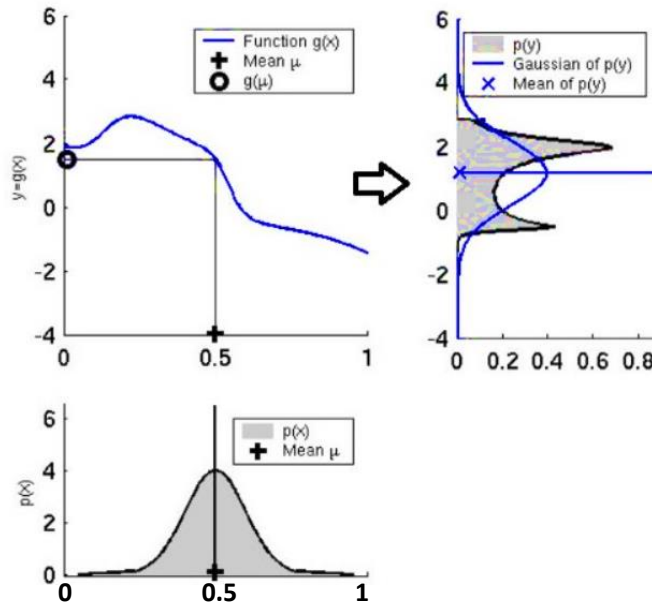 Function g(x)
Mean μ
g(μ)
6
4
2
0
-2
-4
y=g(x)
0
0.5
1
p(y)
Gaussian of p(y)
Mean of p(y)
6
4
2
0
-2
-4
0
0.2
0.4
0.6
0.8
p(x)
Mean μ
6
4
2
0
p(x)
0
0.5
1